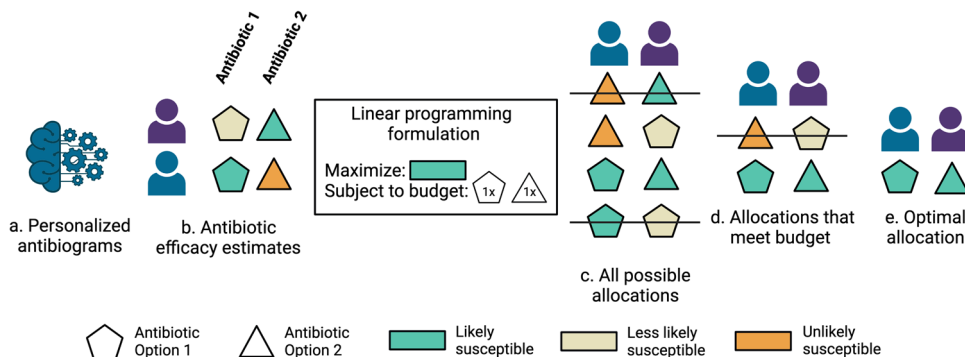 Antibiotic 1
Antibiotic 2
a. Personalized
antibiograms
b. Antibiotic
efficacy estimates
Linear programming
formulation
Maximize:
Subject to budget:
1x
1x
c. All possible
allocations
d. Allocations that
meet budget
e. Optimal
allocation
Antibiotic
Option 1
Antibiotic
Option 2
Likely
susceptible
Less likely
susceptible
Unlikely
susceptible